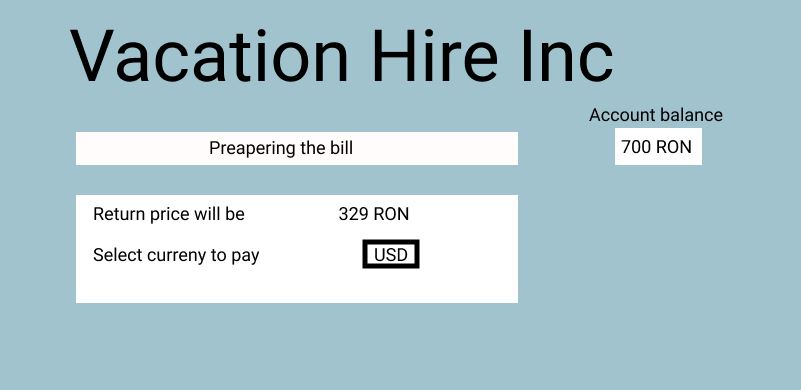 Vacation Hire Inc
Account balance
700 RON
Preapering the bill
Return price will be 329 RON
Select curreny to pay USD